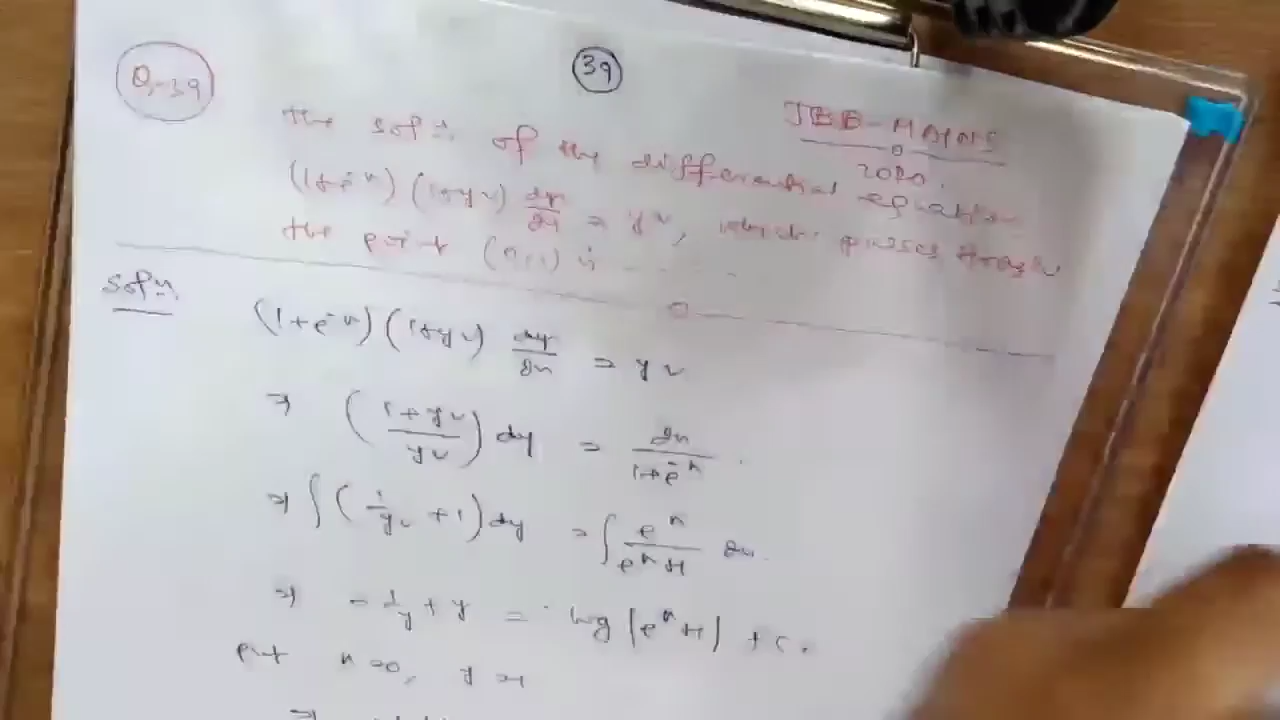 Q-39
39
JEE-MAINS
2020.
the solⁿ: of the differential equation
(1+e⁻ˣ) (1+y²) dy/dx = y², which passes through
the point (0,1) is - - - - - -
solⁿ
(1+e⁻ˣ) (1+y²) dy/dx = y²
⇒ ((1+y²)/y²) dy = dx/(1+e⁻ˣ) .
⇒ ∫ (1/y² + 1) dy = ∫ eˣ/(eˣ+1) dx.
⇒ - 1/y + y = log |eˣ+1| + c.
put x=0, y=1
⇒